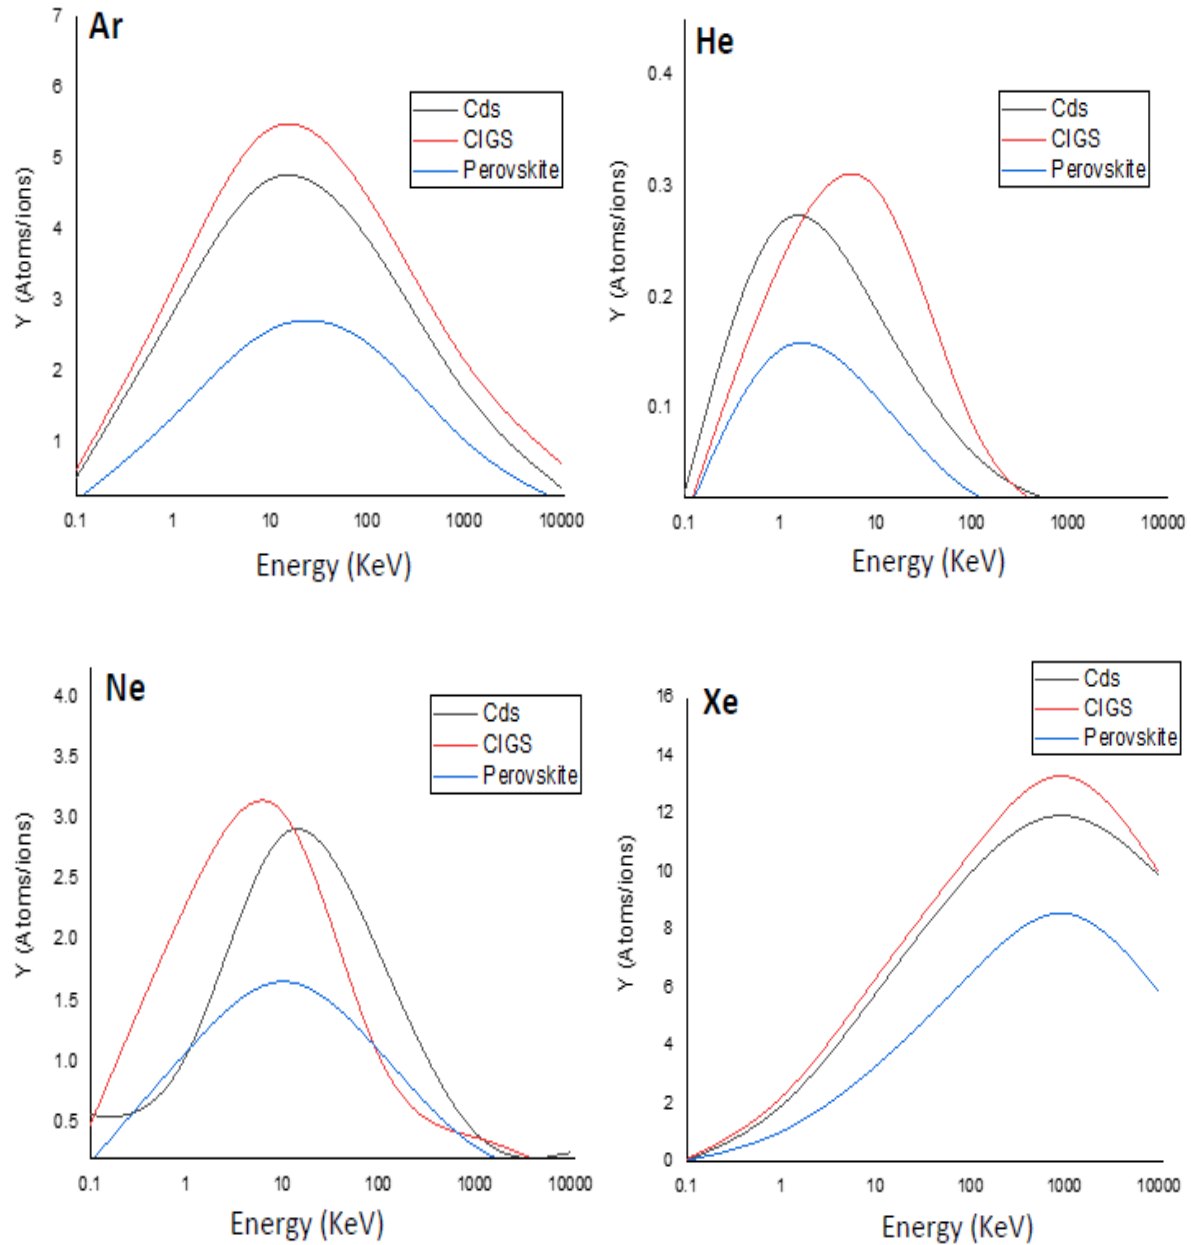 Ar
7
6
5
4
3
2
1
Y (Atoms/ions)
Cds
CIGS
Perovskite
0.1 1 10 100 1000 10000
Energy (KeV)
He
0.4
0.3
0.2
0.1
Y (Atoms/ions)
Cds
CIGS
Perovskite
0.1 1 10 100 1000 10000
Energy (KeV)
Ne
4.0
3.5
3.0
2.5
2.0
1.5
1.0
0.5
Y (Atoms/ions)
Cds
CIGS
Perovskite
0.1 1 10 100 1000 10000
Energy (KeV)
Xe
16
14
12
10
8
6
4
2
0
Y (Atoms/ions)
Cds
CIGS
Perovskite
0.1 1 10 100 1000 10000
Energy (KeV)